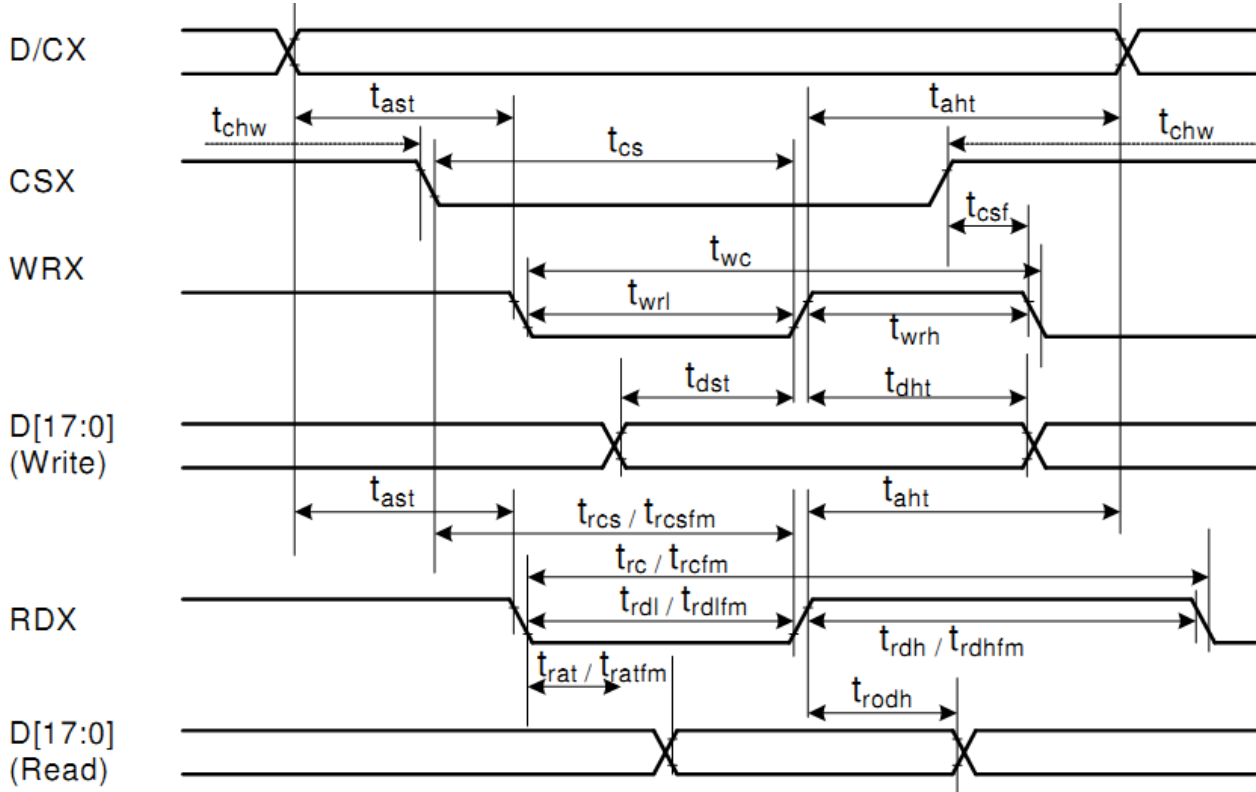 D/CX
tast
taht
tchw
tchw
tcs
CSX
tcsf
WRX
twc
twrl
twrh
tdst
tdht
D[17:0]
(Write)
tast
taht
trcs / trcsfm
trc / trcfm
RDX
trdl / trdlfm
trdh / trdhfm
trat / tratfm
trodh
D[17:0]
(Read)